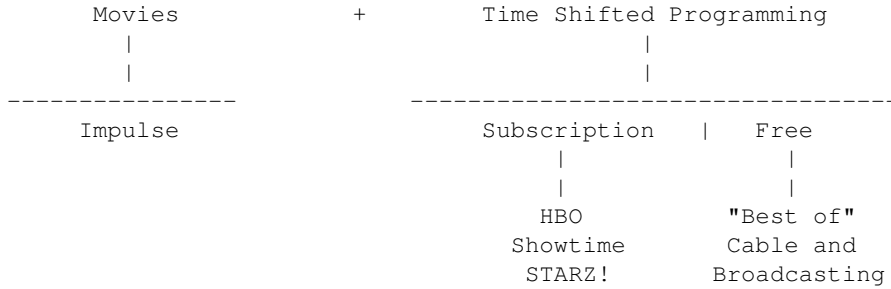 Movies + Time Shifted Programming
Impulse Subscription | Free
HBO "Best of"
Showtime Cable and
STARZ! Broadcasting